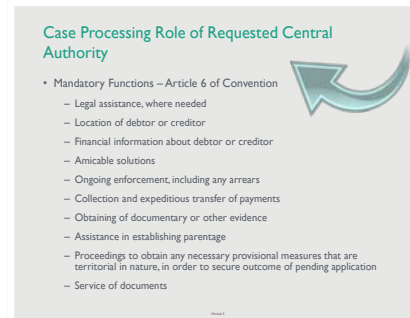 Case Processing Role of Requested Central
Authority
• Mandatory Functions – Article 6 of Convention
– Legal assistance, where needed
– Location of debtor or creditor
– Financial information about debtor or creditor
– Amicable solutions
– Ongoing enforcement, including any arrears
– Collection and expeditious transfer of payments
– Obtaining of documentary or other evidence
– Assistance in establishing parentage
– Proceedings to obtain any necessary provisional measures that are
territorial in nature, in order to secure outcome of pending application
– Service of documents